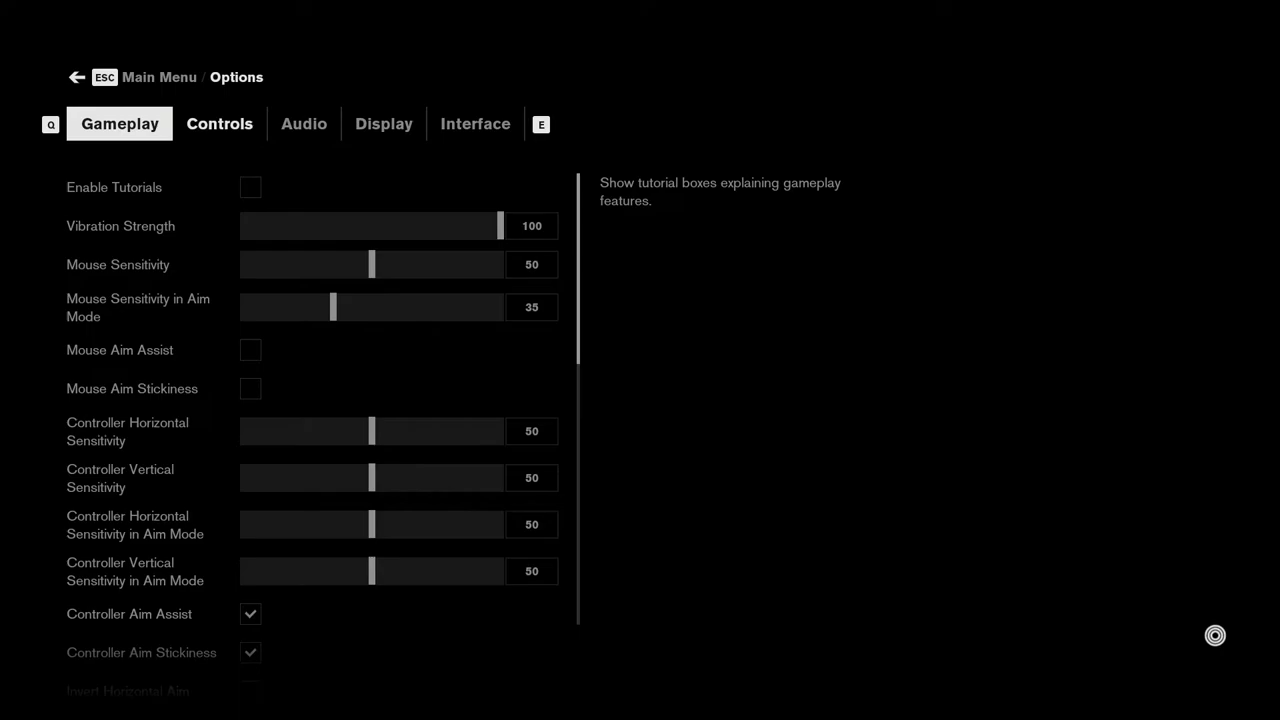 ESC Main Menu / Options
Q Gameplay Controls Audio Display Interface E
Enable Tutorials
Show tutorial boxes explaining gameplay
features.
Vibration Strength 100
Mouse Sensitivity 50
Mouse Sensitivity in Aim
Mode
35
Mouse Aim Assist
Mouse Aim Stickiness
Controller Horizontal
Sensitivity
50
Controller Vertical
Sensitivity
50
Controller Horizontal
Sensitivity in Aim Mode
50
Controller Vertical
Sensitivity in Aim Mode
50
Controller Aim Assist
Controller Aim Stickiness
Invert Horizontal Aim